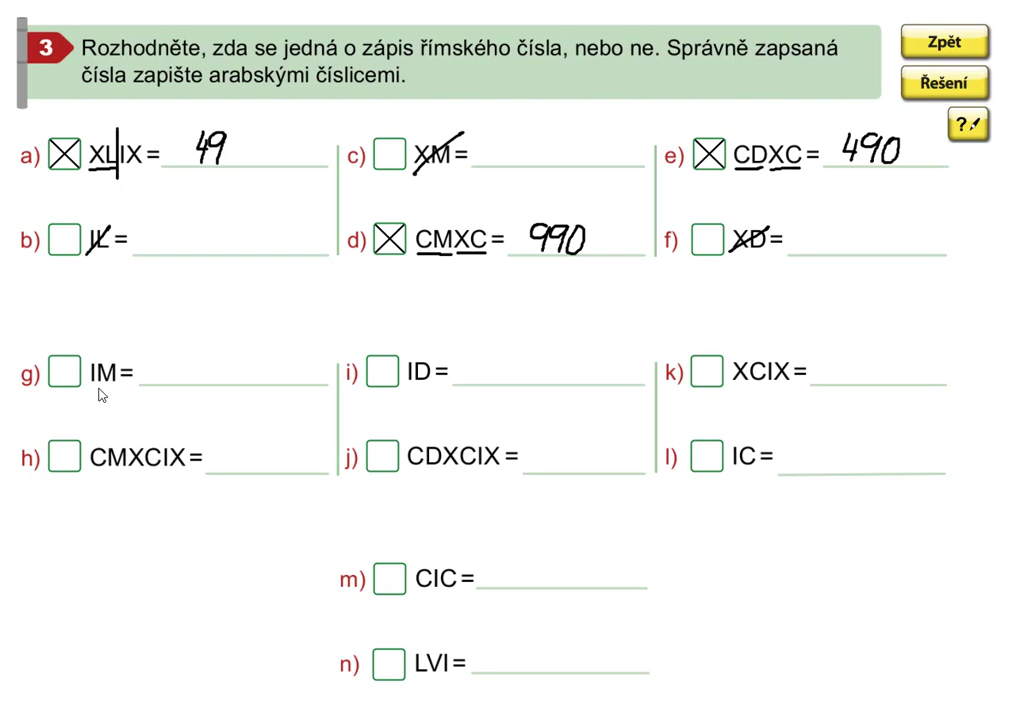 3 Rozhodněte, zda se jedná o zápis římského čísla, nebo ne. Správně zapsaná
čísla zapište arabskými číslicemi.
Zpět
Řešení
?
a) XLIX = 49
c) XM =
e) CDXC = 490
b) IL =
d) CMXC = 990
f) XD =
g) IM =
i) ID =
k) XCIX =
h) CMXCIX =
j) CDXCIX =
l) IC =
m) CIC =
n) LVI =